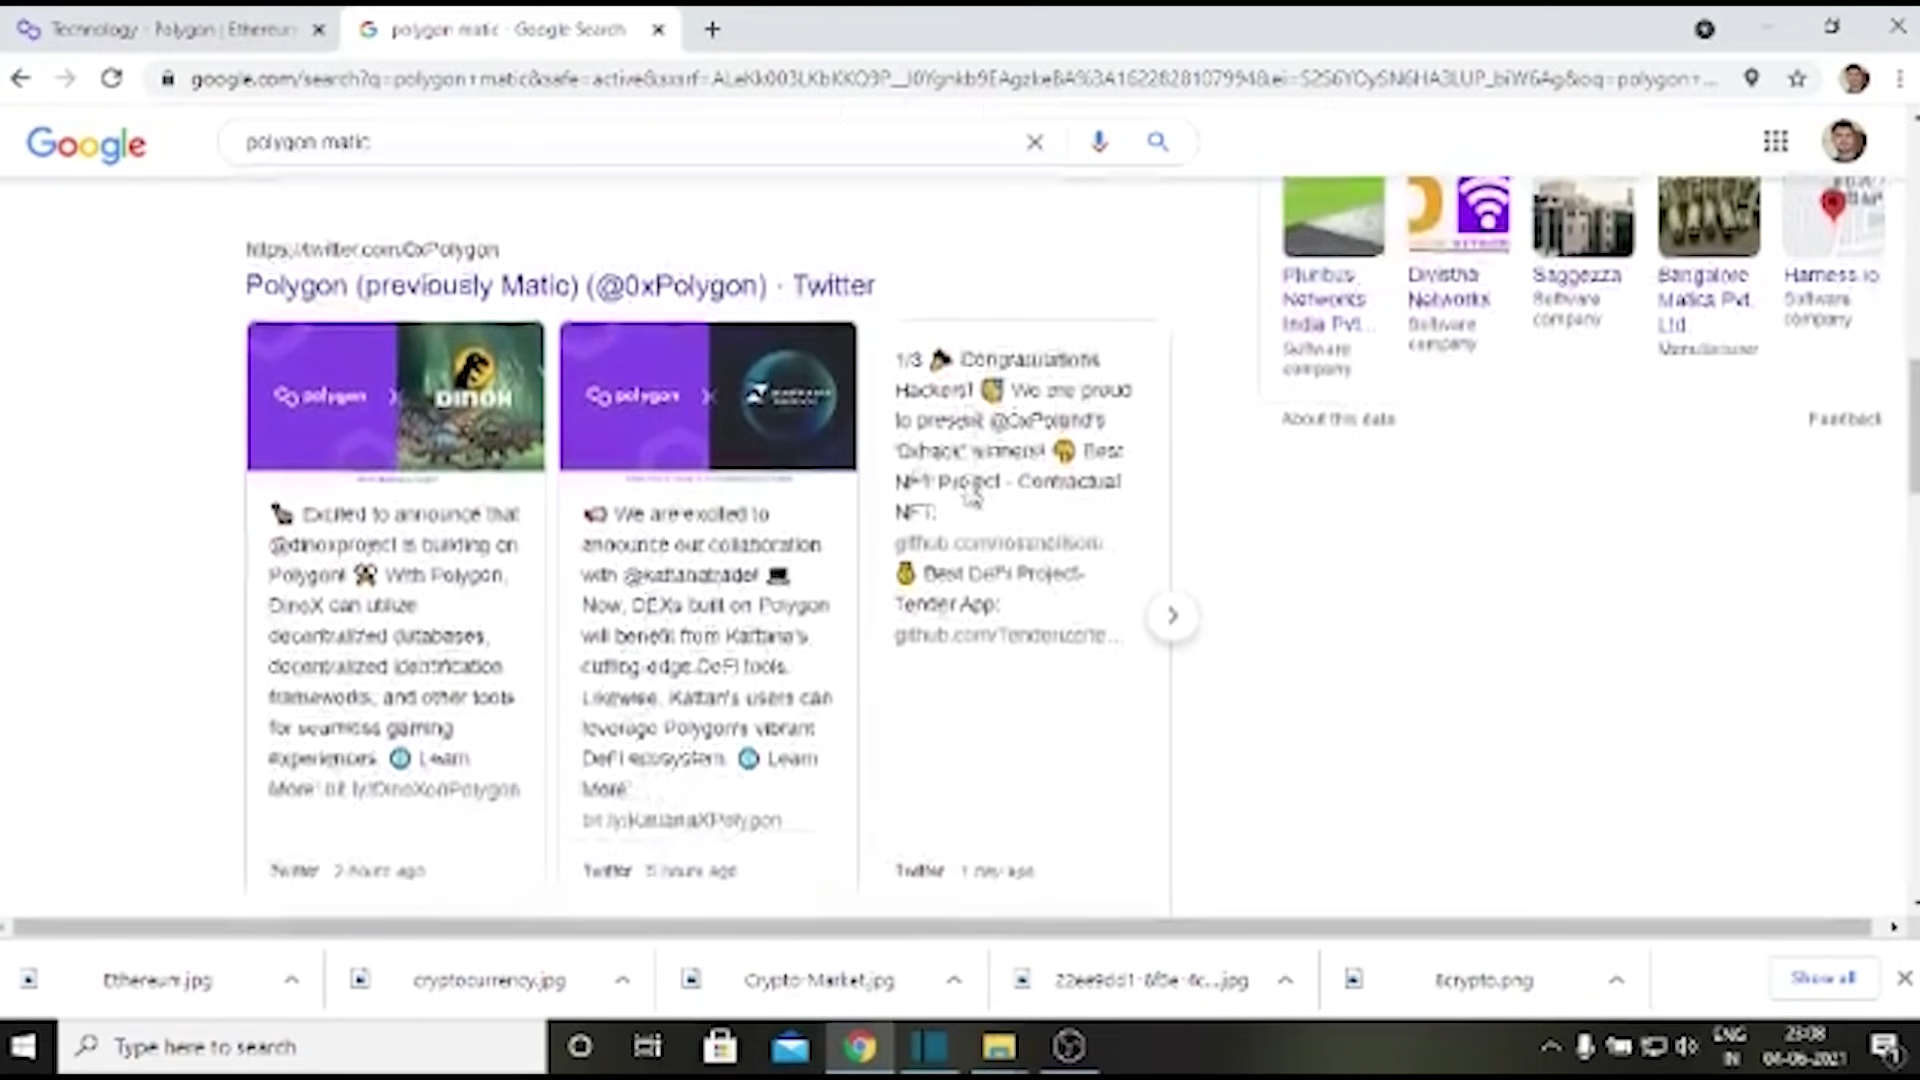 Technology - Polygon | Ethereum
polygon matic - Google Search
Google
polygon matic
https://twitter.com/0xPolygon
Polygon (previously Matic) (@0xPolygon) · Twitter
polygon
DINOX
polygon
Excited to announce that
@dinoxproject is building on
Polygon! With Polygon,
DinoX can utilize
decentralized databases,
decentralized identification
frameworks, and other tools
for seamless gaming
experiences. Learn
More: bit.ly/DinoXonPolygon
Twitter · 2 hours ago
We are excited to
announce our collaboration
with @kattanatrade!
Now, DEXs built on Polygon
will benefit from Kattana's
cutting-edge DeFi tools.
Likewise, Kattan's users can
leverage Polygon's vibrant
DeFi ecosystem. Learn
More:
bit.ly/KattanaXPolygon
Twitter · 5 hours ago
1/3 Congratulations
Hackers! We are proud
to present @0xPoland's
'0xhack' winners! Best
NFT Project - Contractual
NFT:
Best DeFi Project-
Tender App:
Twitter · 1 day ago
Pluribus
Networks
India Pvt...
Software
company
Divistha
Networks
Software
company
Saggezza
Software
company
Bangalore
Matica Pvt.
Ltd
Manufacturer
Harness.io
Software
company
About this data
Feedback
Ethereum.jpg
cryptocurrency.jpg
Crypto-Market.jpg
8crypto.png
Show all
Type here to search
ENG
IN
23:08
04-06-2021